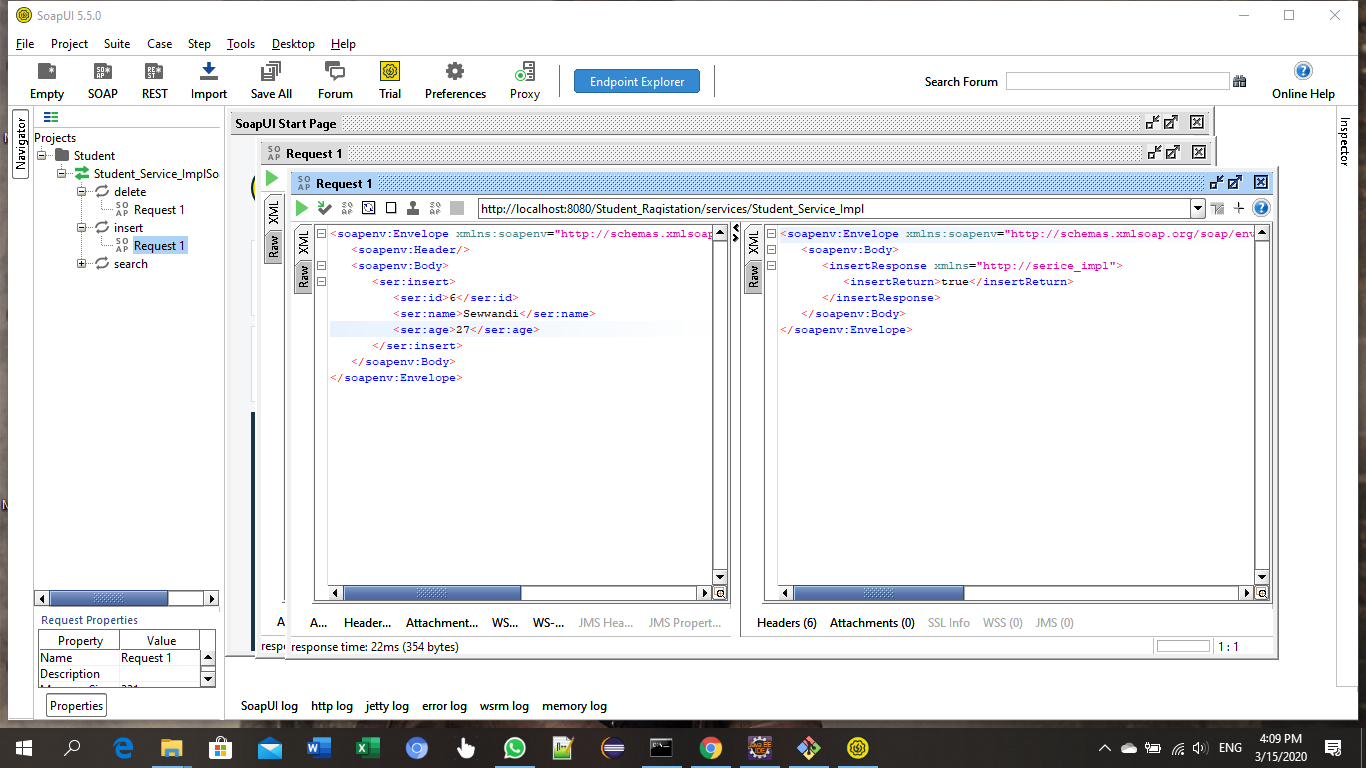 SoapUI 5.5.0
File Project Suite Case Step Tools Desktop Help
Empty SOAP REST Import Save All Forum Trial Preferences Proxy Endpoint Explorer Search Forum Online Help
Navigator
Projects
Student
Student_Service_ImplSo
delete
Request 1
insert
Request 1
search
Request Properties
Property Value
Name Request 1
Description
Properties
SoapUI Start Page
Request 1
XML
Raw
Request 1
http://localhost:8080/Student_Raqistation/services/Student_Service_Impl
XML
Raw
<soapenv:Envelope xmlns:soapenv="http://schemas.xmlsoap
<soapenv:Header/>
<soapenv:Body>
<ser:insert>
<ser:id>6</ser:id>
<ser:name>Sewwandi</ser:name>
<ser:age>27</ser:age>
</ser:insert>
</soapenv:Body>
</soapenv:Envelope>
A... Header... Attachment... WS... WS-... JMS Hea... JMS Propert...
XML
Raw
<soapenv:Envelope xmlns:soapenv="http://schemas.xmlsoap.org/soap/env
<soapenv:Body>
<insertResponse xmlns="http://serice_impl">
<insertReturn>true</insertReturn>
</insertResponse>
</soapenv:Body>
</soapenv:Envelope>
Headers (6) Attachments (0) SSL Info WSS (0) JMS (0)
A
resp
response time: 22ms (354 bytes)
1 : 1
Inspector
SoapUI log http log jetty log error log wsrm log memory log
ENG
4:09 PM
3/15/2020